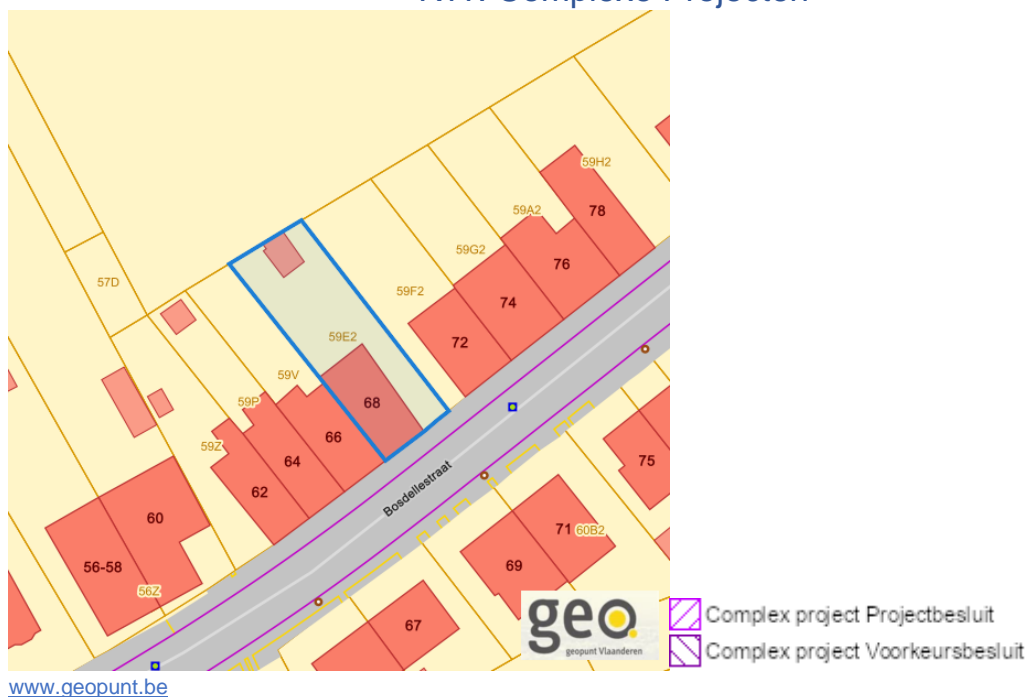 Complexe Projecten
59H2
78
59A2
76
57D
59G2
59F2
74
59E2
72
59V
68
59P
66
59Z
64
62
Bosdellestraat
75
60
71
60B2
56-58
69
56Z
67
geo
geopunt Vlaanderen
Complex project Projectbesluit
Complex project Voorkeursbesluit
www.geopunt.be